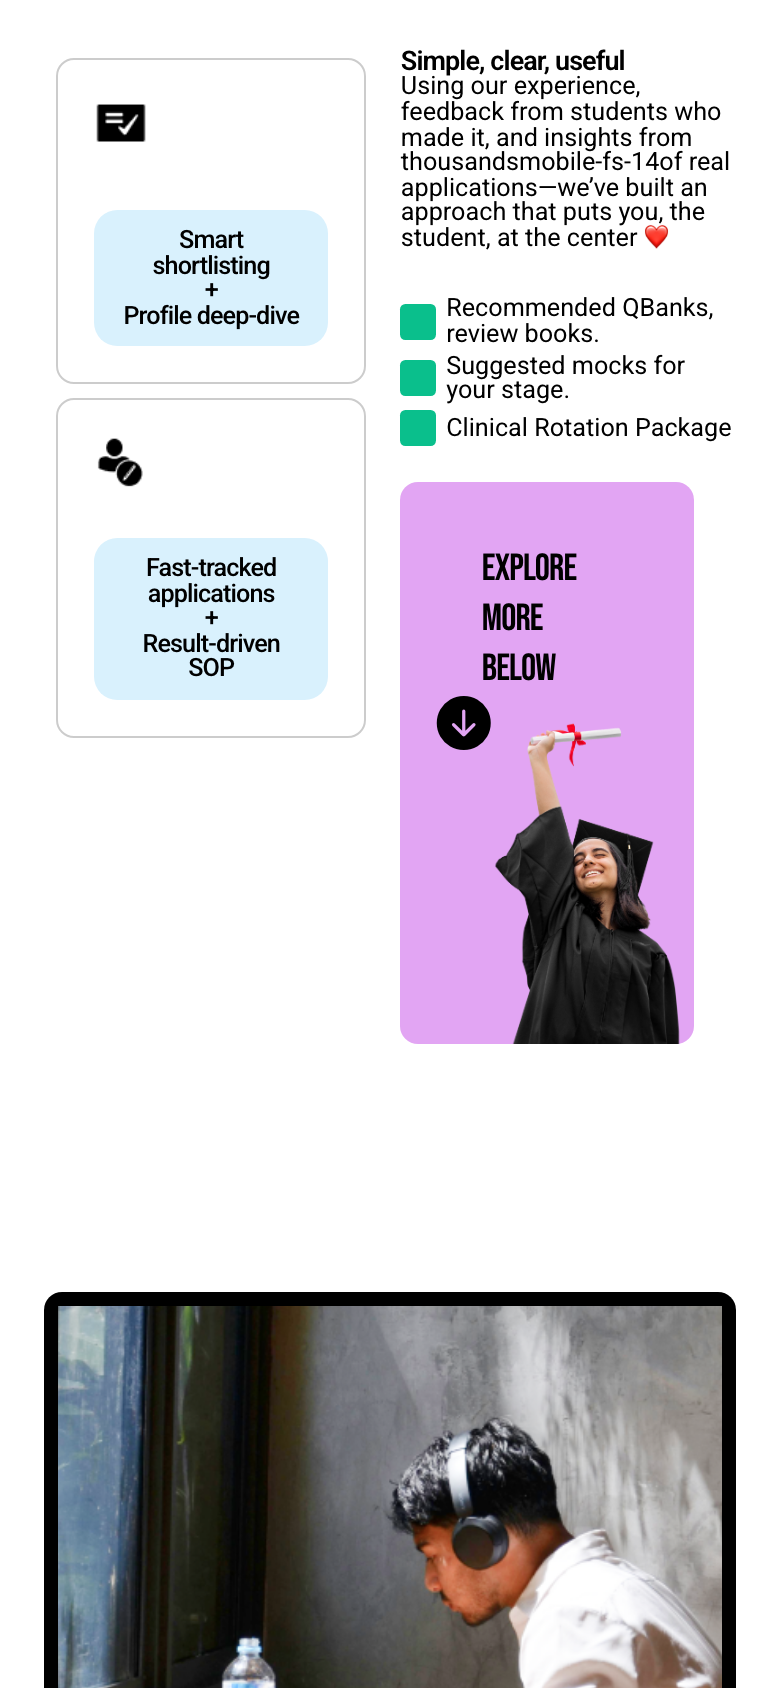 Smart
shortlisting
+
Profile deep-dive
Fast-tracked
applications
+
Result-driven
SOP
Simple, clear, useful
Using our experience,
feedback from students who
made it, and insights from
thousandsmobile-fs-14of real
applications—we’ve built an
approach that puts you, the
student, at the center ❤️
Recommended QBanks,
review books.
Suggested mocks for
your stage.
Clinical Rotation Package
EXPLORE
MORE
BELOW